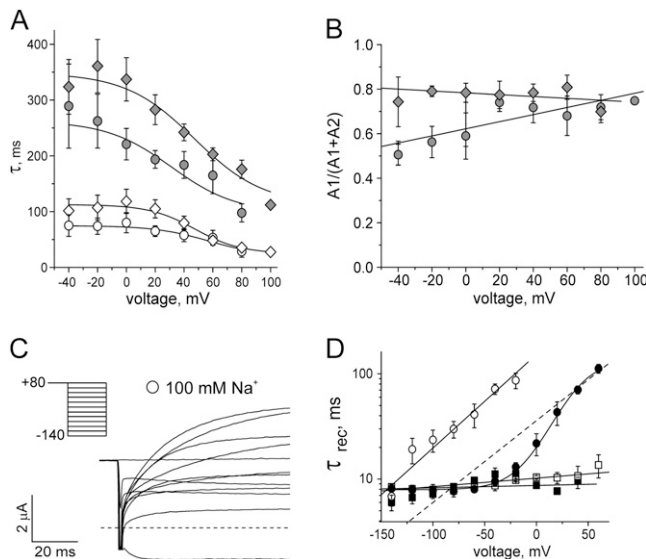 A
B
400
300
200
100
0
τ, ms
-40 -20 0 20 40 60 80 100
voltage, mV
1.0
0.8
0.6
0.4
0.2
0.0
A1/(A1+A2)
-40 -20 0 20 40 60 80 100
voltage, mV
C
D
+80
-140
100 mM Na⁺
2 μA
20 ms
100
10
τ rec, ms
-150 -100 -50 0 50
voltage, mV